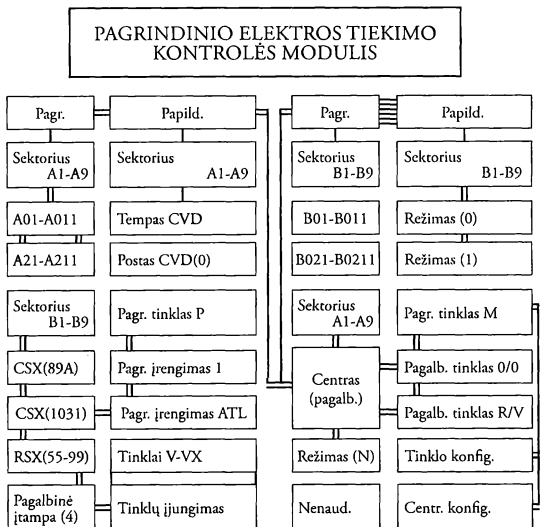 PAGRINDINIO ELEKTROS TIEKIMO
KONTROLĖS MODULIS
Pagr.
Papild.
Pagr.
Papild.
Sektorius
A1-A9
Sektorius
A1-A9
Sektorius
B1-B9
Sektorius
B1-B9
A01-A011
Tempas CVD
B01-B011
Režimas (0)
A21-A211
Postas CVD(0)
B021-B0211
Režimas (1)
Sektorius
B1-B9
Pagr. tinklas P
Sektorius
A1-A9
Pagr. tinklas M
CSX(89A)
Pagr. įrengimas 1
Centras
(pagalb.)
Pagalb. tinklas 0/0
CSX(1031)
Pagr. įrengimas ATL
Pagalb. tinklas R/V
RSX(55-99)
Tinklai V-VX
Režimas (N)
Tinklo konfig.
Pagalbinė
įtampa (4)
Tinklų įjungimas
Nenaud.
Centr. konfig.